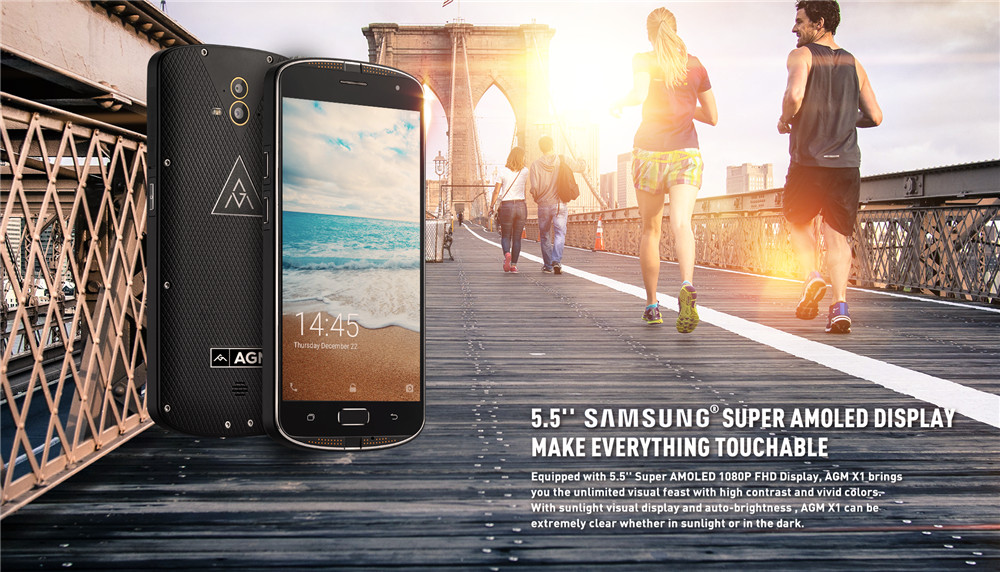 14:45
Thursday December 22
AGM
5.5'' SAMSUNG® SUPER AMOLED DISPLAY
MAKE EVERYTHING TOUCHABLE
Equipped with 5.5'' Super AMOLED 1080P FHD Display, AGM X1 brings
you the unlimited visual feast with high contrast and vivid colors.
With sunlight visual display and auto-brightness , AGM X1 can be
extremely clear whether in sunlight or in the dark.